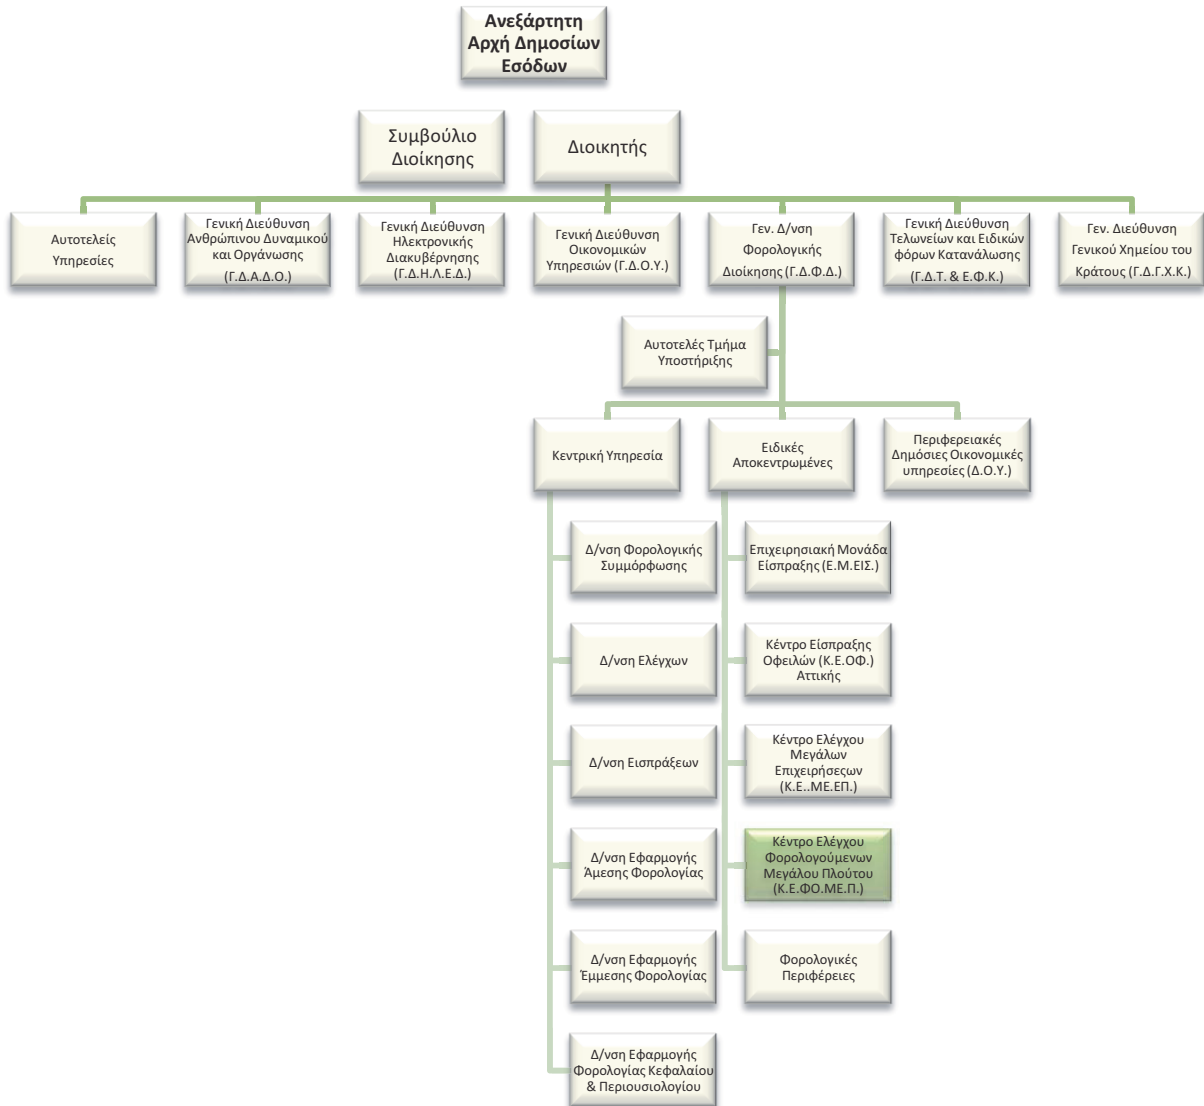 Ανεξάρτητη
Αρχή Δημοσίων
Εσόδων
Συμβούλιο
Διοίκησης
Διοικητής
Αυτοτελείς
Υπηρεσίες
Γενική Διεύθυνση
Ανθρώπινου Δυναμικού
και Οργάνωσης
(Γ.Δ.Α.Δ.Ο.)
Γενική Διεύθυνση
Ηλεκτρονικής
Διακυβέρνησης
(Γ.Δ.Η.Λ.Ε.Δ.)
Γενική Διεύθυνση
Οικονομικών
Υπηρεσιών (Γ.Δ.Ο.Υ.)
Γεν. Δ/νση
Φορολογικής
Διοίκησης (Γ.Δ.Φ.Δ.)
Γενική Διεύθυνση
Τελωνείων και Ειδικών
φόρων Κατανάλωσης
(Γ.Δ.Τ. & Ε.Φ.Κ.)
Γεν. Διεύθυνση
Γενικού Χημείου του
Κράτους (Γ.Δ.Γ.Χ.Κ.)
Αυτοτελές Τμήμα
Υποστήριξης
Κεντρική Υπηρεσία
Ειδικές
Αποκεντρωμένες
Περιφερειακές
Δημόσιες Οικονομικές
υπηρεσίες (Δ.Ο.Υ.)
Δ/νση Φορολογικής
Συμμόρφωσης
Δ/νση Ελέγχων
Δ/νση Εισπράξεων
Δ/νση Εφαρμογής
Άμεσης Φορολογίας
Δ/νση Εφαρμογής
Έμμεσης Φορολογίας
Δ/νση Εφαρμογής
Φορολογίας Κεφαλαίου
& Περιουσιολογίου
Επιχειρησιακή Μονάδα
Είσπραξης (Ε.Μ.ΕΙΣ.)
Κέντρο Είσπραξης
Οφειλών (Κ.Ε.ΟΦ.)
Αττικής
Κέντρο Ελέγχου
Μεγάλων
Επιχειρήσεςων
(Κ.Ε..ΜΕ.ΕΠ.)
Κέντρο Ελέγχου
Φορολογούμενων
Μεγάλου Πλούτου
(Κ.Ε.ΦΟ.ΜΕ.Π.)
Φορολογικές
Περιφέρειες